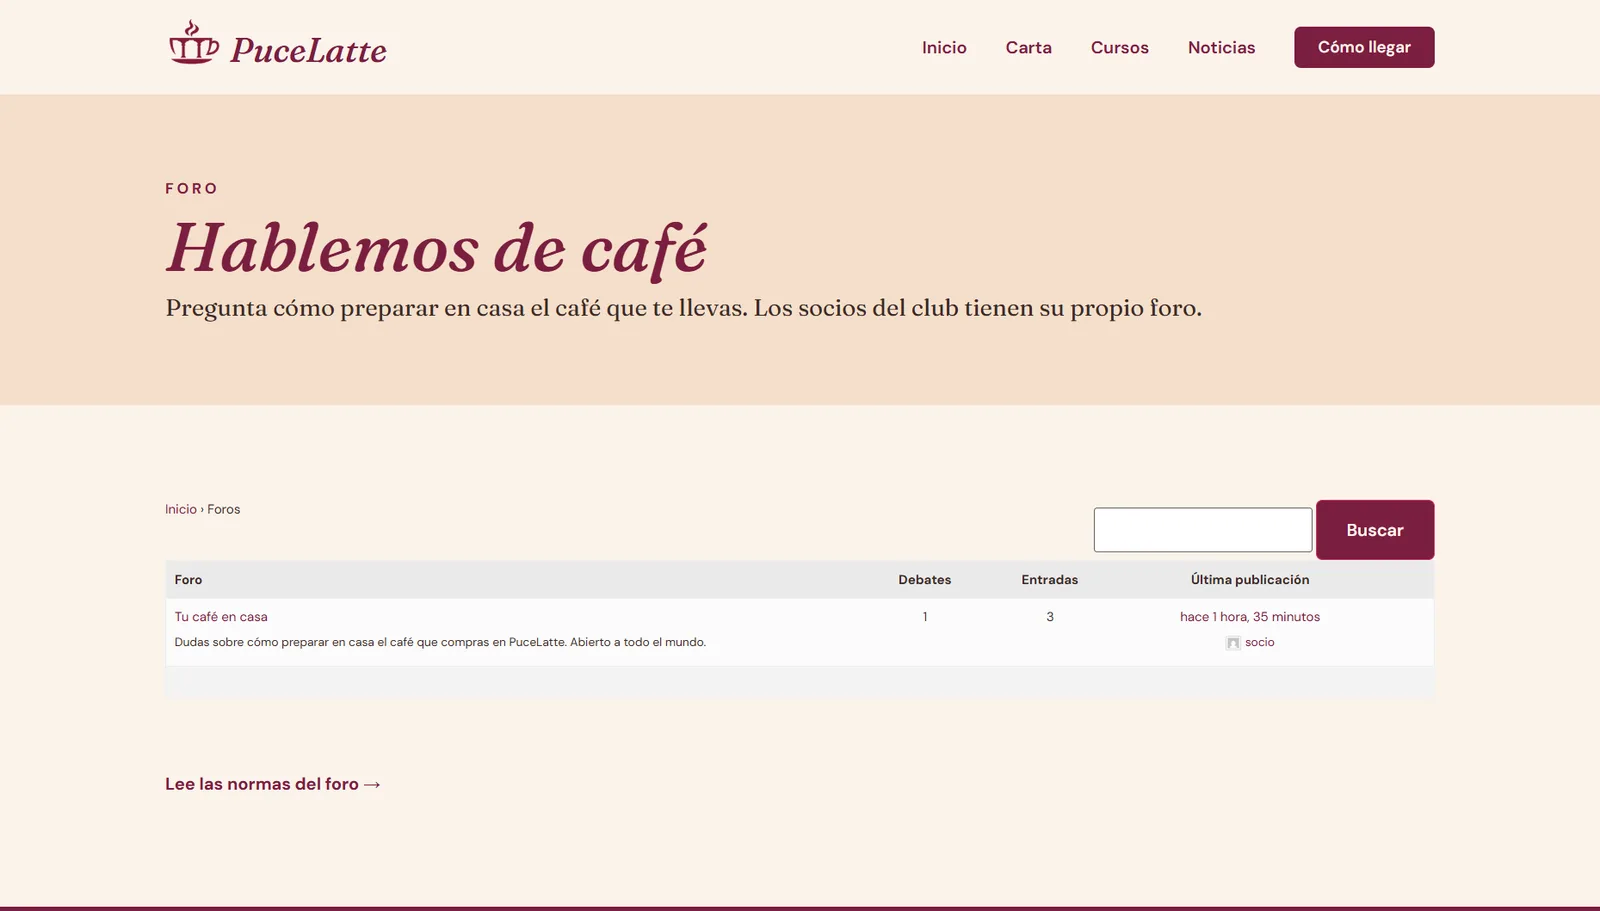 PuceLatte
Inicio
Carta
Cursos
Noticias
Cómo llegar
FORO
Hablemos de café
Pregunta cómo preparar en casa el café que te llevas. Los socios del club tienen su propio foro.
Inicio › Foros
Buscar
Foro
Debates
Entradas
Última publicación
Tu café en casa
1
3
hace 1 hora, 35 minutos
Dudas sobre cómo preparar en casa el café que compras en PuceLatte. Abierto a todo el mundo.
socio
Lee las normas del foro →